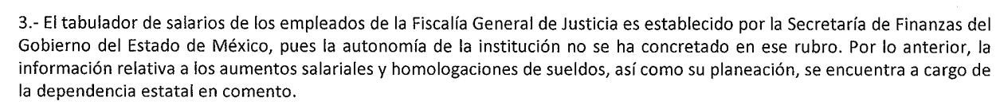 3.- El tabulador de salarios de los empleados de la Fiscalía General de Justicia es establecido por la Secretaría de Finanzas del
Gobierno del Estado de México, pues la autonomía de la institución no se ha concretado en ese rubro. Por lo anterior, la
información relativa a los aumentos salariales y homologaciones de sueldos, así como su planeación, se encuentra a cargo de
la dependencia estatal en comento.